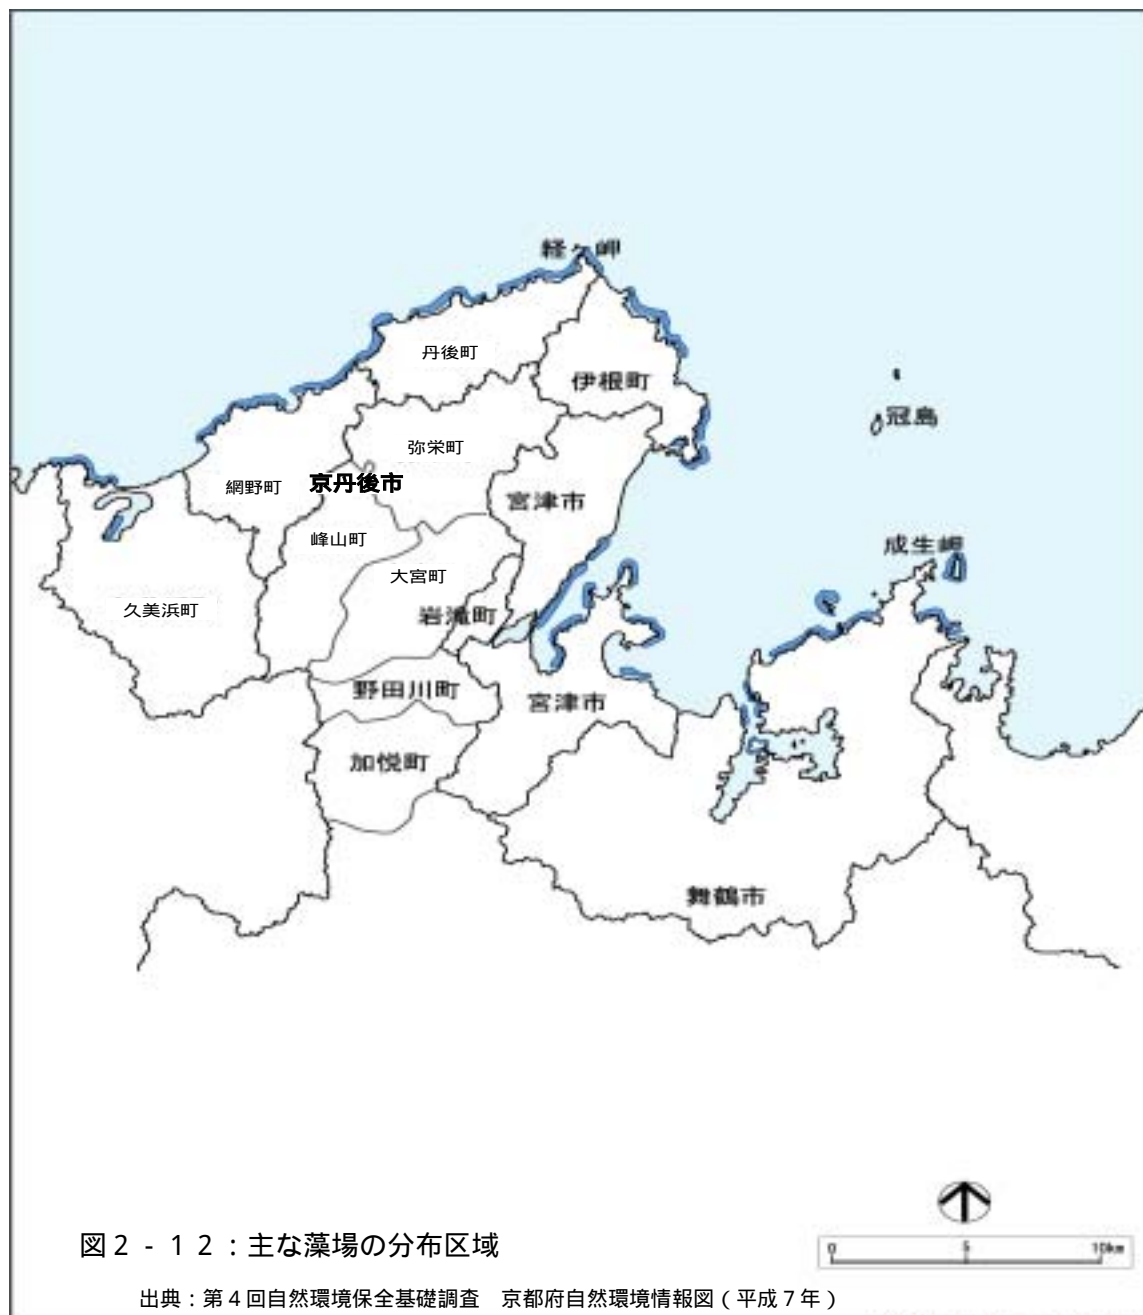 経ヶ岬
丹後町
伊根町
冠島
弥栄町
網野町
京丹後市
宮津市
峰山町
成生岬
大宮町
久美浜町
岩滝町
野田川町
宮津市
加悦町
舞鶴市
図２-１２：主な藻場の分布区域
0 5 10km
出典：第４回自然環境保全基礎調査　京都府自然環境情報図（平成７年）